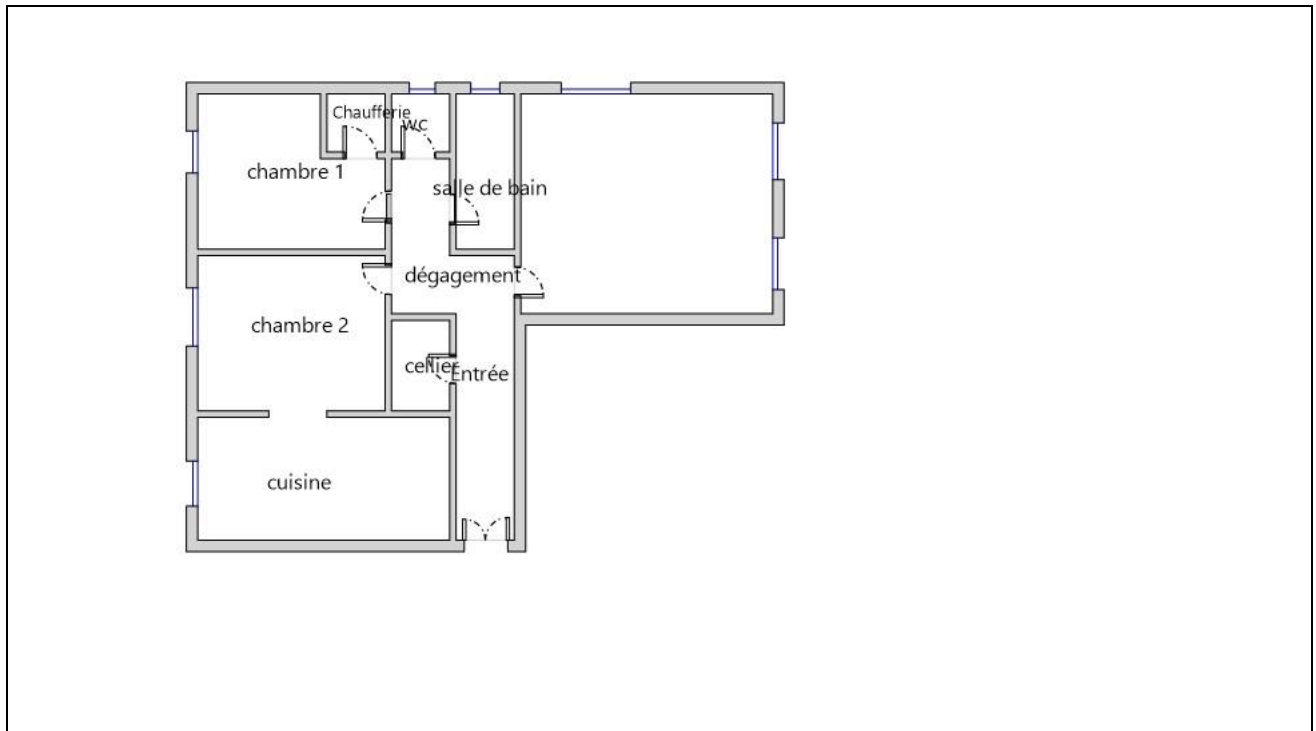 Chaufferie
wc
chambre 1
salle de bain
dégagement
chambre 2
cellier
Entrée
cuisine